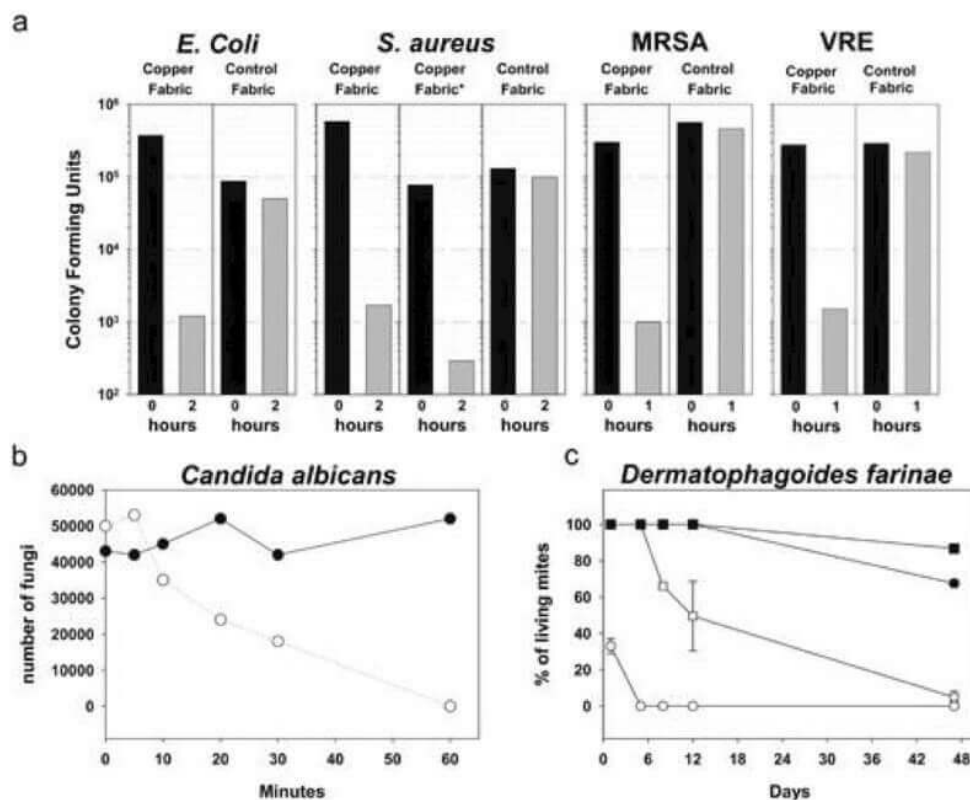 a
E. Coli S. aureus MRSA VRE
Copper Fabric Control Fabric Copper Fabric Copper Fabric* Control Fabric Copper Fabric Control Fabric Copper Fabric Control Fabric
Colony Forming Units
10⁶
10⁵
10⁴
10³
10²
0 2 0 2 0 2 0 2 0 2 0 1 0 1 0 1 0 1
hours hours hours hours hours hours hours hours hours
b
Candida albicans
number of fungi
60000
50000
40000
30000
20000
10000
0
0 10 20 30 40 50 60
Minutes
c
Dermatophagoides farinae
% of living mites
100
80
60
40
20
0
0 6 12 18 24 30 36 42 48
Days